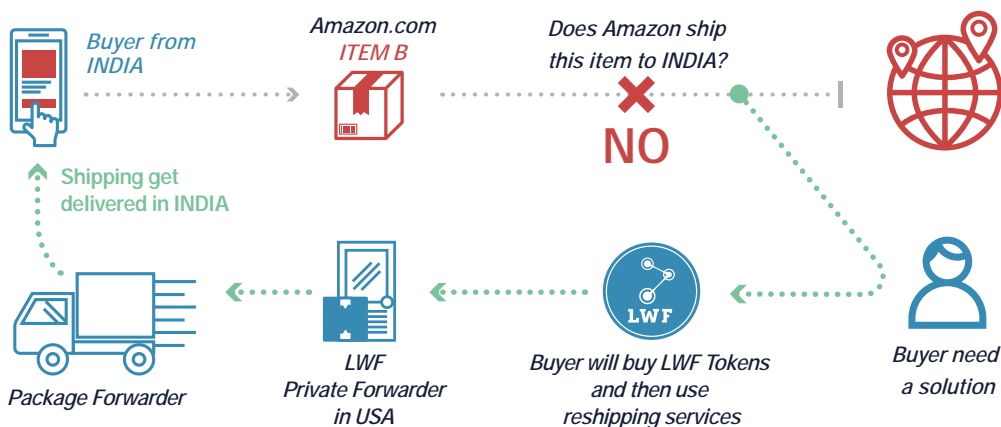 Buyer from
INDIA
Amazon.com
ITEM B
Does Amazon ship
this item to INDIA?
NO
Shipping get
delivered in INDIA
Package Forwarder
LWF
Private Forwarder
in USA
LWF
Buyer will buy LWF Tokens
and then use
reshipping services
Buyer need
a solution